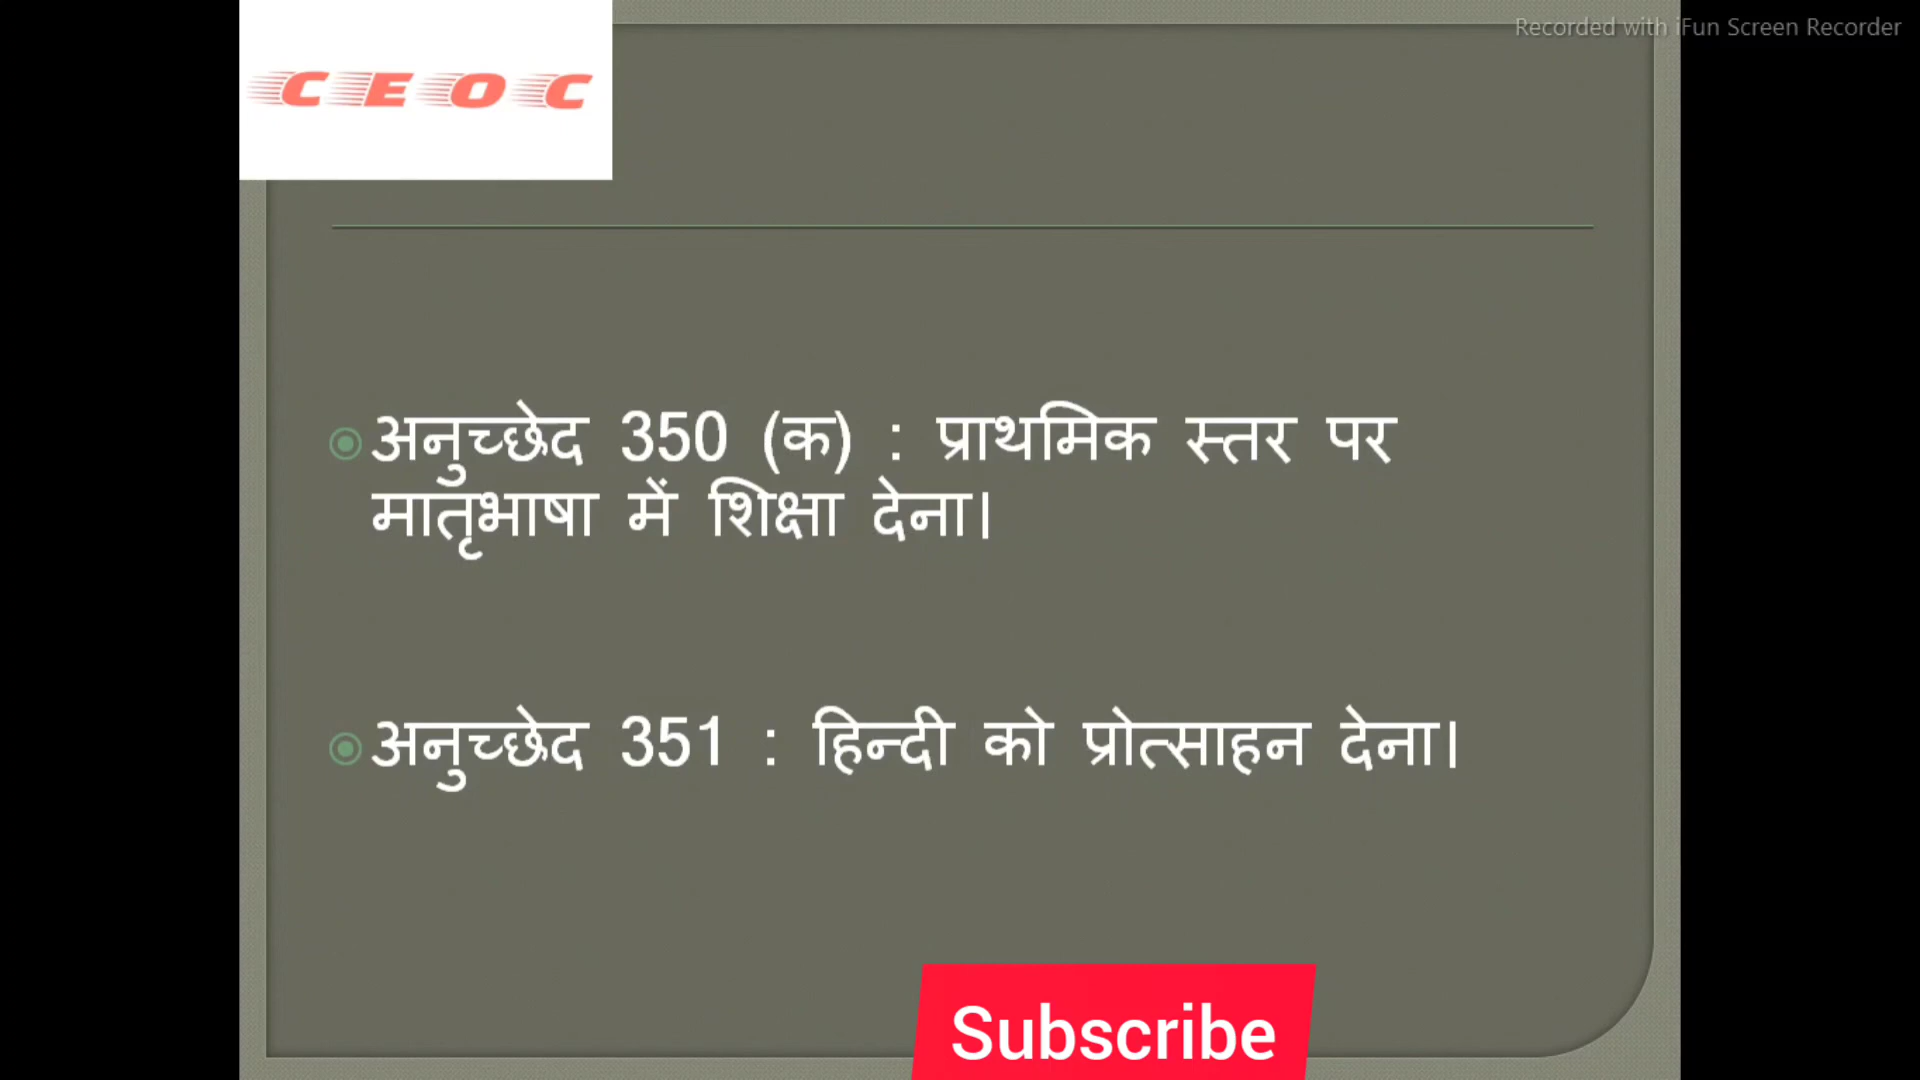 Recorded with iFun Screen Recorder
CEOC
अनुच्छेद 350 (क) : प्राथमिक स्तर पर
मातृभाषा में शिक्षा देना।
अनुच्छेद 351 : हिन्दी को प्रोत्साहन देना।
Subscribe